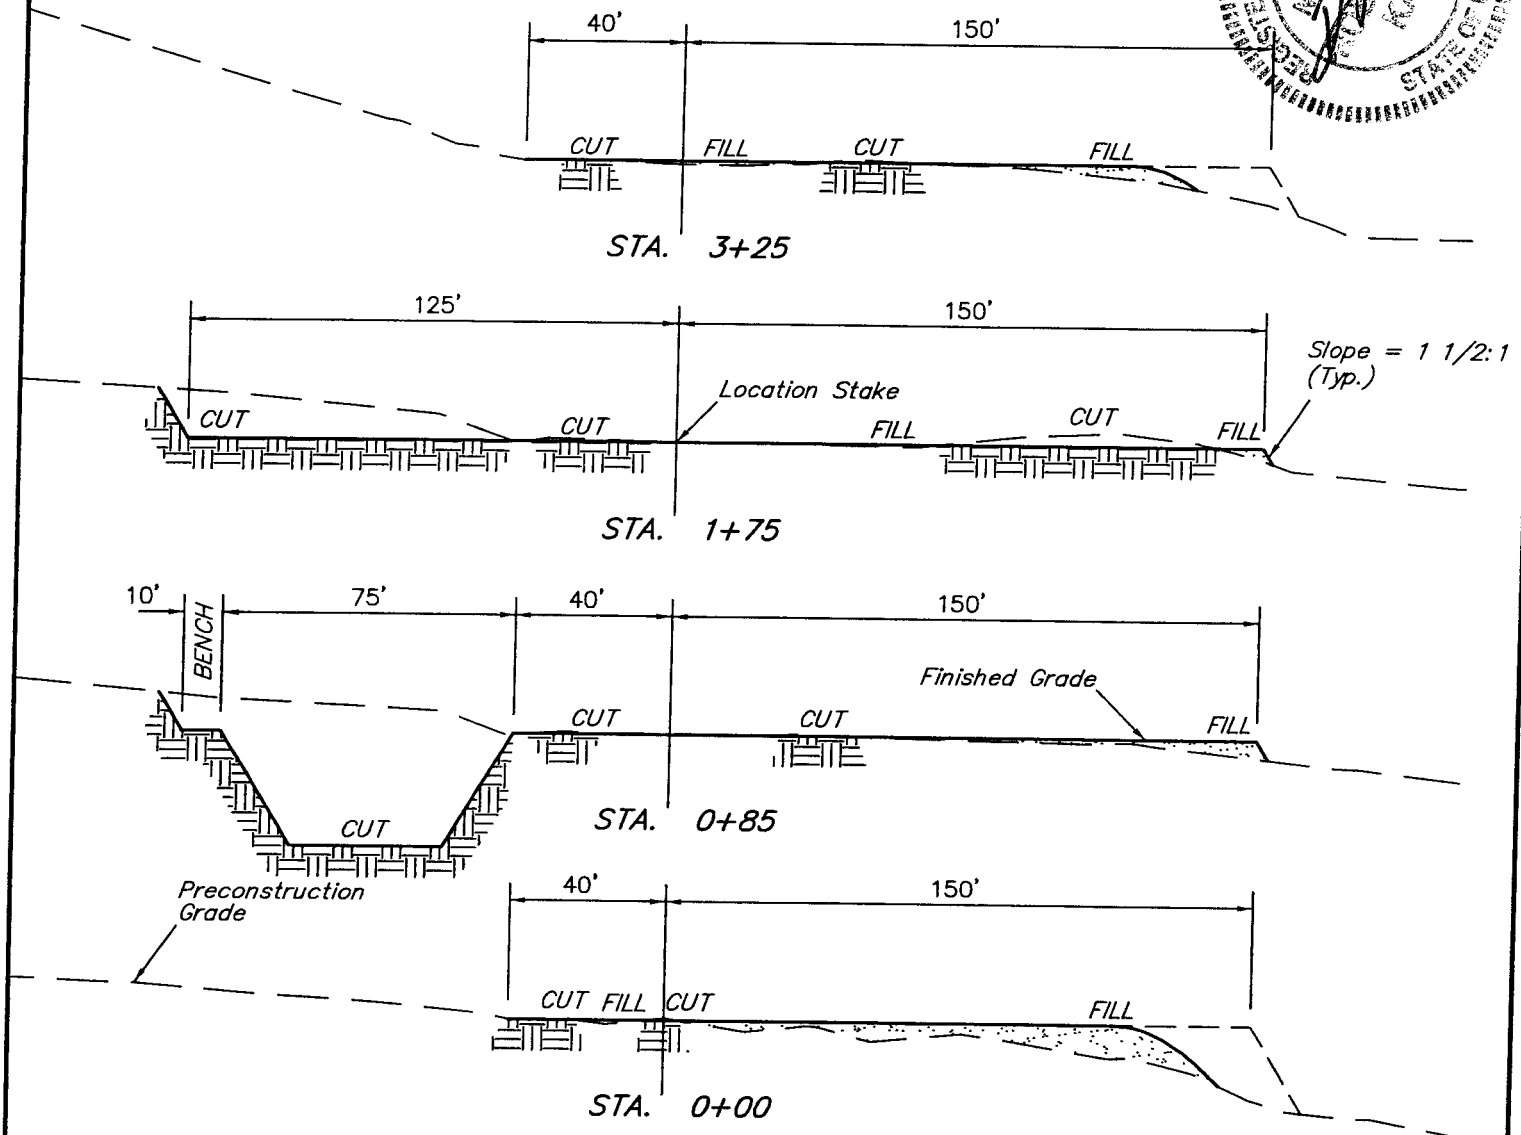 40' 150'
CUT FILL CUT FILL
STA. 3+25
125' 150'
Slope = 1 1/2:1
(Typ.)
Location Stake
CUT CUT FILL CUT FILL
STA. 1+75
10' BENCH 75' 40' 150'
Finished Grade
CUT CUT FILL
CUT
STA. 0+85
Preconstruction
Grade
40' 150'
CUT FILL CUT FILL
STA. 0+00
STATE OF